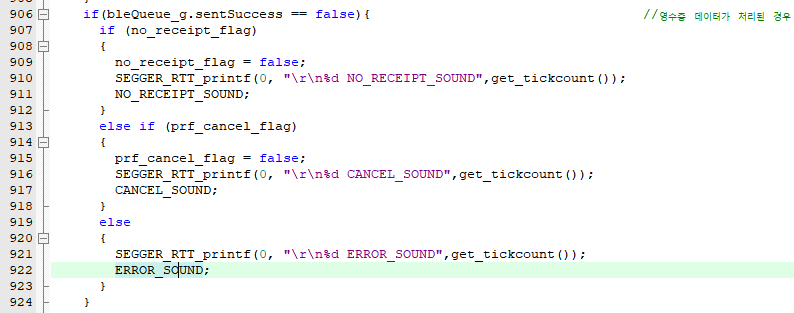 906 if(bleQueue_g.sentSuccess == false){ //영수증 데이터가 처리된 경우
907 if (no_receipt_flag)
908 {
909 no_receipt_flag = false;
910 SEGGER_RTT_printf(0, "\r\n%d NO_RECEIPT_SOUND",get_tickcount());
911 NO_RECEIPT_SOUND;
912 }
913 else if (prf_cancel_flag)
914 {
915 prf_cancel_flag = false;
916 SEGGER_RTT_printf(0, "\r\n%d CANCEL_SOUND",get_tickcount());
917 CANCEL_SOUND;
918 }
919 else
920 {
921 SEGGER_RTT_printf(0, "\r\n%d ERROR_SOUND",get_tickcount());
922 ERROR_SOUND;
923 }
924 }